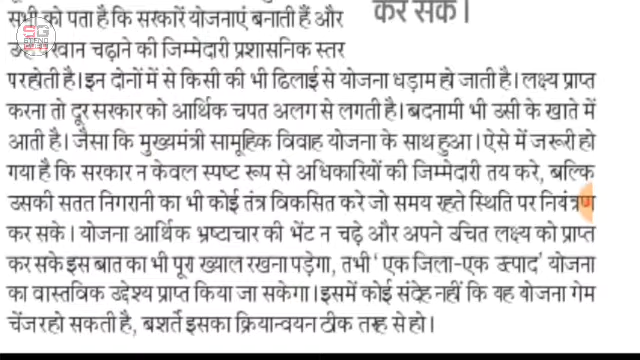 कर सके।
सभी को पता है कि सरकारें योजनाएं बनाती हैं और
परवान चढ़ाने की जिम्मेदारी प्रशासनिक स्तर
पर होती है। इन दोनों में से किसी की भी ढिलाई से योजना धड़ाम हो जाती है। लक्ष्य प्राप्त
करना तो दूर सरकार को आर्थिक चपत अलग से लगती है। बदनामी भी उसी के खाते में
आती है। जैसा कि मुख्यमंत्री सामूहिक विवाह योजना के साथ हुआ। ऐसे में जरूरी हो
गया है कि सरकार न केवल स्पष्ट रूप से अधिकारियों की जिम्मेदारी तय करे, बल्कि
उसकी सतत निगरानी का भी कोई तंत्र विकसित करे जो समय रहते स्थिति पर नियंत्रण
कर सके। योजना आर्थिक भ्रष्टाचार की भेंट न चढ़े और अपने उचित लक्ष्य को प्राप्त
कर सके इस बात का भी पूरा ख्याल रखना पड़ेगा, तभी ' एक जिला-एक उत्पाद' योजना
का वास्तविक उद्देश्य प्राप्त किया जा सकेगा। इसमें कोई संदेह नहीं कि यह योजना गेम
चेंजर हो सकती है, बशर्ते इसका क्रियान्वयन ठीक तरह से हो।